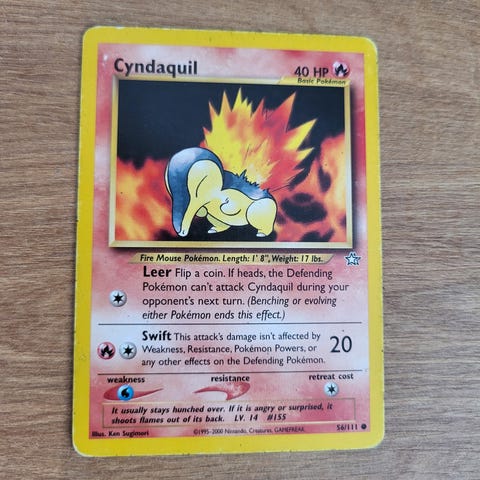 Cyndaquil 40 HP
Basic Pokémon
Fire Mouse Pokémon. Length: 1' 8", Weight: 17 lbs.
Leer Flip a coin. If heads, the Defending
Pokémon can't attack Cyndaquil during your
opponent's next turn. (Benching or evolving
either Pokémon ends this effect.)
Swift This attack's damage isn't affected by
Weakness, Resistance, Pokémon Powers, or
any other effects on the Defending Pokémon. 20
weakness resistance retreat cost
It usually stays hunched over. If it is angry or surprised, it
shoots flames out of its back. LV. 14 #155
Illus. Ken Sugimori ©1995-2000 Nintendo, Creatures, GAMEFREAK. 56/111